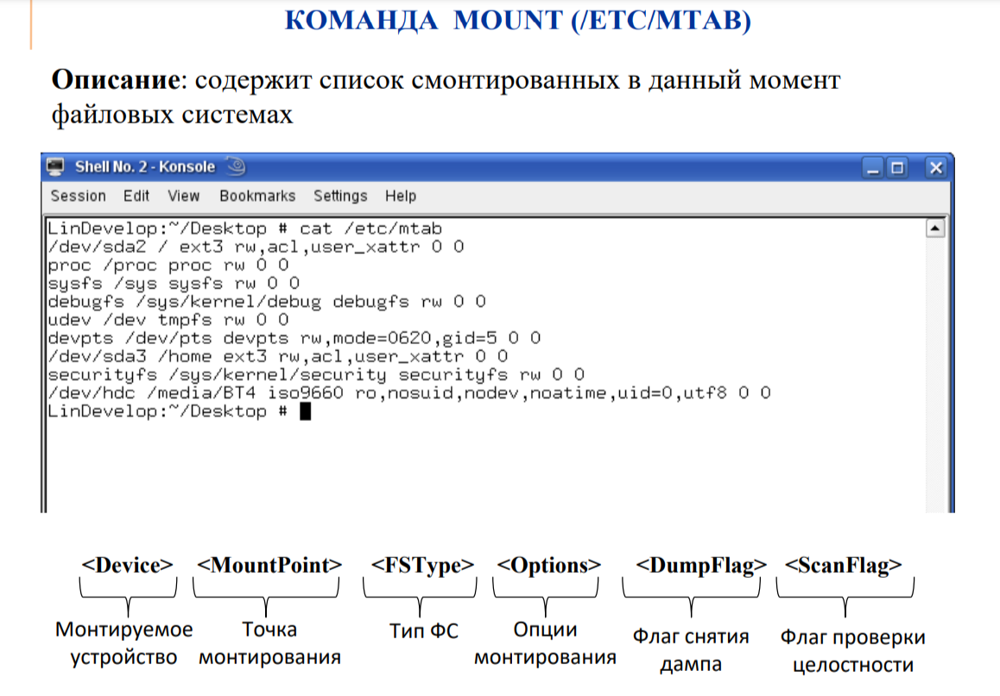 КОМАНДА MOUNT (/ETC/MTAB)
Описание: содержит список смонтированных в данный момент
файловых системах
Shell No. 2 - Konsole
Session Edit View Bookmarks Settings Help
LinDevelop:~/Desktop # cat /etc/mtab
/dev/sda2 / ext3 rw,acl,user_xattr 0 0
proc /proc proc rw 0 0
sysfs /sys sysfs rw 0 0
debugfs /sys/kernel/debug debugfs rw 0 0
udev /dev tmpfs rw 0 0
devpts /dev/pts devpts rw,mode=0620,gid=5 0 0
/dev/sda3 /home ext3 rw,acl,user_xattr 0 0
securityfs /sys/kernel/security securityfs rw 0 0
/dev/hdc /media/BT4 iso9660 ro,nosuid,nodev,noatime,uid=0,utf8 0 0
LinDevelop:~/Desktop #
<Device> <MountPoint> <FSType> <Options> <DumpFlag> <ScanFlag>
Монтируемое
устройство
Точка
монтирования
Тип ФС
Опции
монтирования
Флаг снятия
дампа
Флаг проверки
целостности